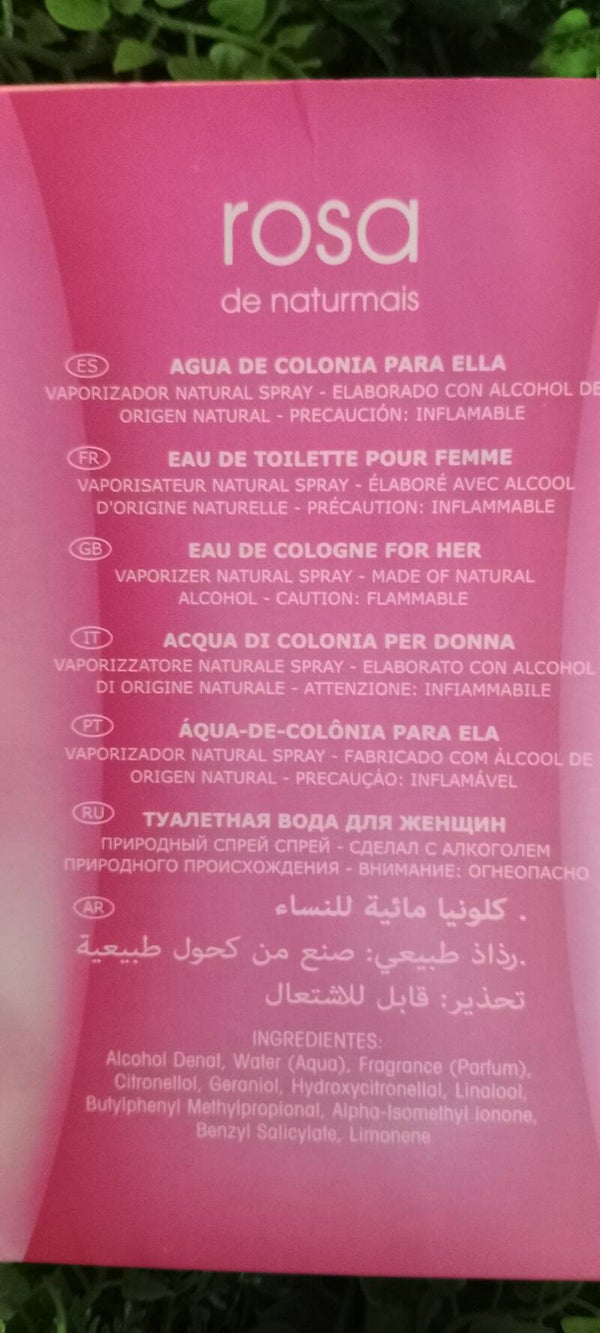 rosa
de naturmais
ES AGUA DE COLONIA PARA ELLA
VAPORIZADOR NATURAL SPRAY - ELABORADO CON ALCOHOL DE
ORIGEN NATURAL - PRECAUCIÓN: INFLAMABLE
FR EAU DE TOILETTE POUR FEMME
VAPORISATEUR NATURAL SPRAY - ÉLABORÉ AVEC ALCOOL
D'ORIGINE NATURELLE - PRÉCAUTION: INFLAMMABLE
GB EAU DE COLOGNE FOR HER
VAPORIZER NATURAL SPRAY - MADE OF NATURAL
ALCOHOL - CAUTION: FLAMMABLE
IT ACQUA DI COLONIA PER DONNA
VAPORIZZATORE NATURALE SPRAY - ELABORATO CON ALCOHOL
DI ORIGINE NATURALE - ATTENZIONE: INFIAMMABILE
PT ÁQUA-DE-COLÔNIA PARA ELA
VAPORIZADOR NATURAL SPRAY - FABRICADO COM ÁLCOOL DE
ORIGEN NATURAL - PRECAUÇÁO: INFLAMÁVEL
RU ТУАЛЕТНАЯ ВОДА ДЛЯ ЖЕНЩИН
ПРИРОДНЫЙ СПРЕЙ СПРЕЙ - СДЕЛАЛ С АЛКОГОЛЕМ
ПРИРОДНОГО ПРОИСХОЖДЕНИЯ - ВНИМАНИЕ: ОГНЕОПАСНО
AR . كلونيا مائية للنساء
.رذاذ طبيعي: صنع من كحول طبيعية
تحذير: قابل للاشتعال
INGREDIENTES:
Alcohol Denat, Water (Aqua), Fragrance (Parfum),
Citronellol, Geraniol, Hydroxycitronellal, Linalool,
Butylphenyl Methylpropional, Alpha-Isomethyl Ionone,
Benzyl Salicylate, Limonene